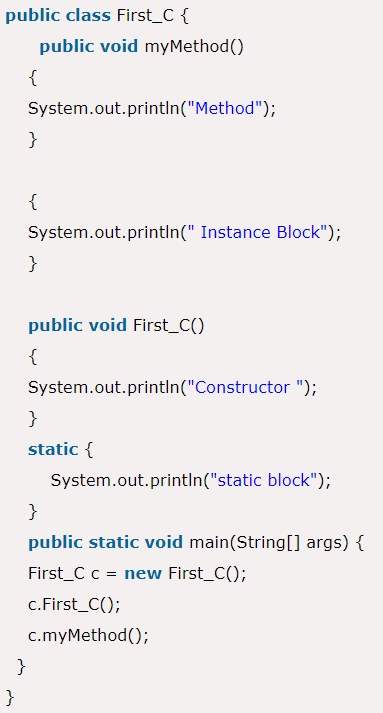 public class First_C {
public void myMethod()
{
System.out.println("Method");
}
{
System.out.println(" Instance Block");
}
public void First_C()
{
System.out.println("Constructor ");
}
static {
System.out.println("static block");
}
public static void main(String[] args) {
First_C c = new First_C();
c.First_C();
c.myMethod();
}
}